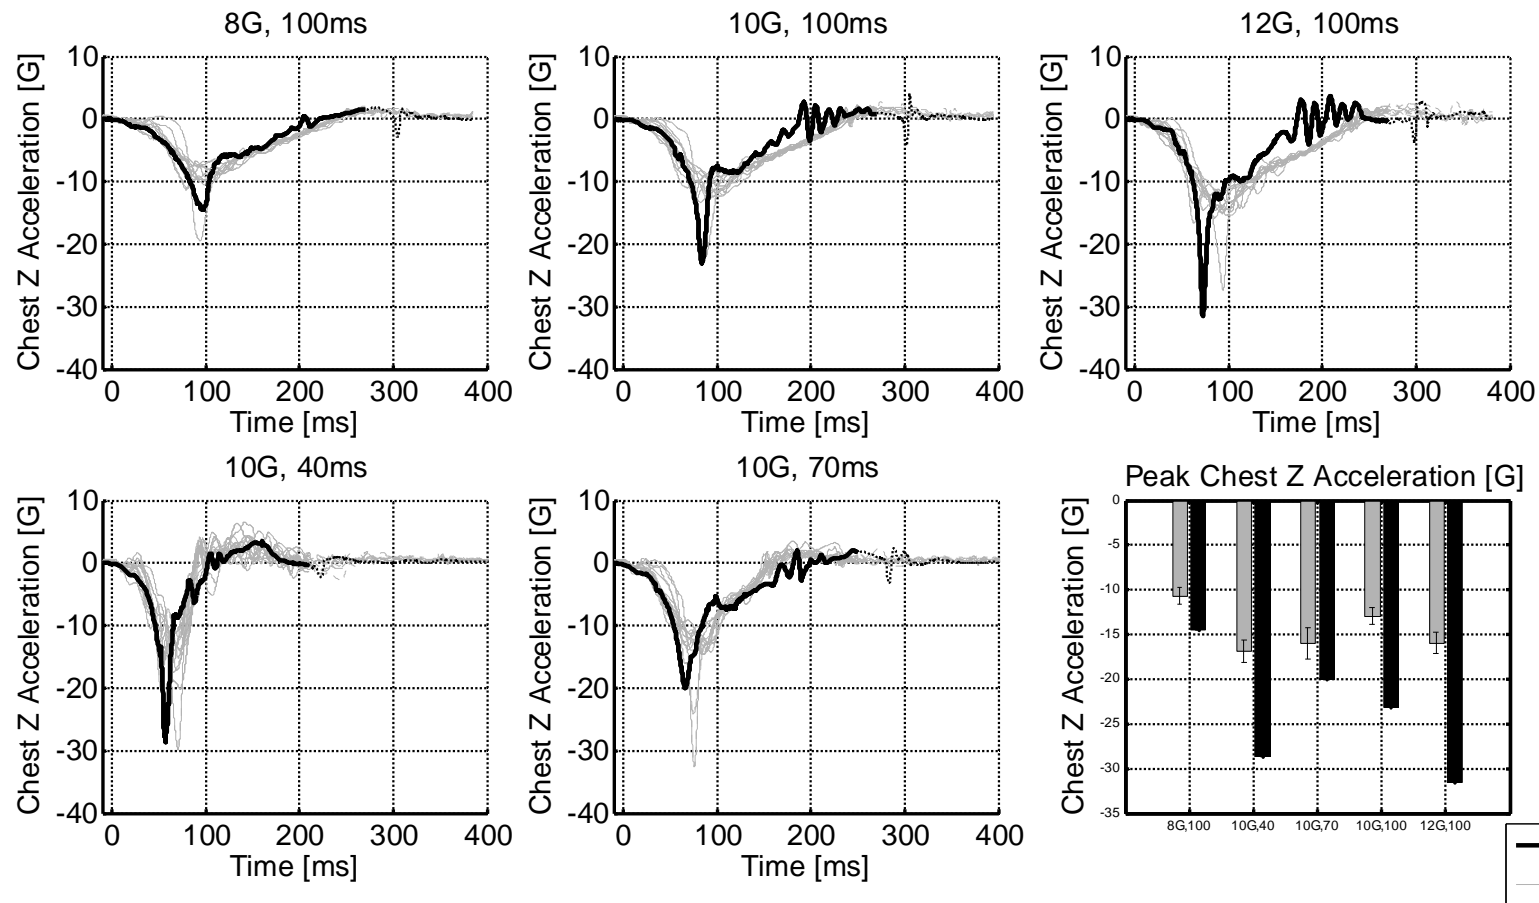 8G, 100ms
10G, 100ms
12G, 100ms
Chest Z Acceleration [G]
10
0
-10
-20
-30
-40
0 100 200 300 400
Time [ms]
Chest Z Acceleration [G]
10
0
-10
-20
-30
-40
0 100 200 300 400
Time [ms]
Chest Z Acceleration [G]
10
0
-10
-20
-30
-40
0 100 200 300 400
Time [ms]
10G, 40ms
10G, 70ms
Peak Chest Z Acceleration [G]
Chest Z Acceleration [G]
10
0
-10
-20
-30
-40
0 100 200 300 400
Time [ms]
Chest Z Acceleration [G]
10
0
-10
-20
-30
-40
0 100 200 300 400
Time [ms]
Chest Z Acceleration [G]
0
-5
-10
-15
-20
-25
-30
-35
8G,100 10G,40 10G,70 10G,100 12G,100